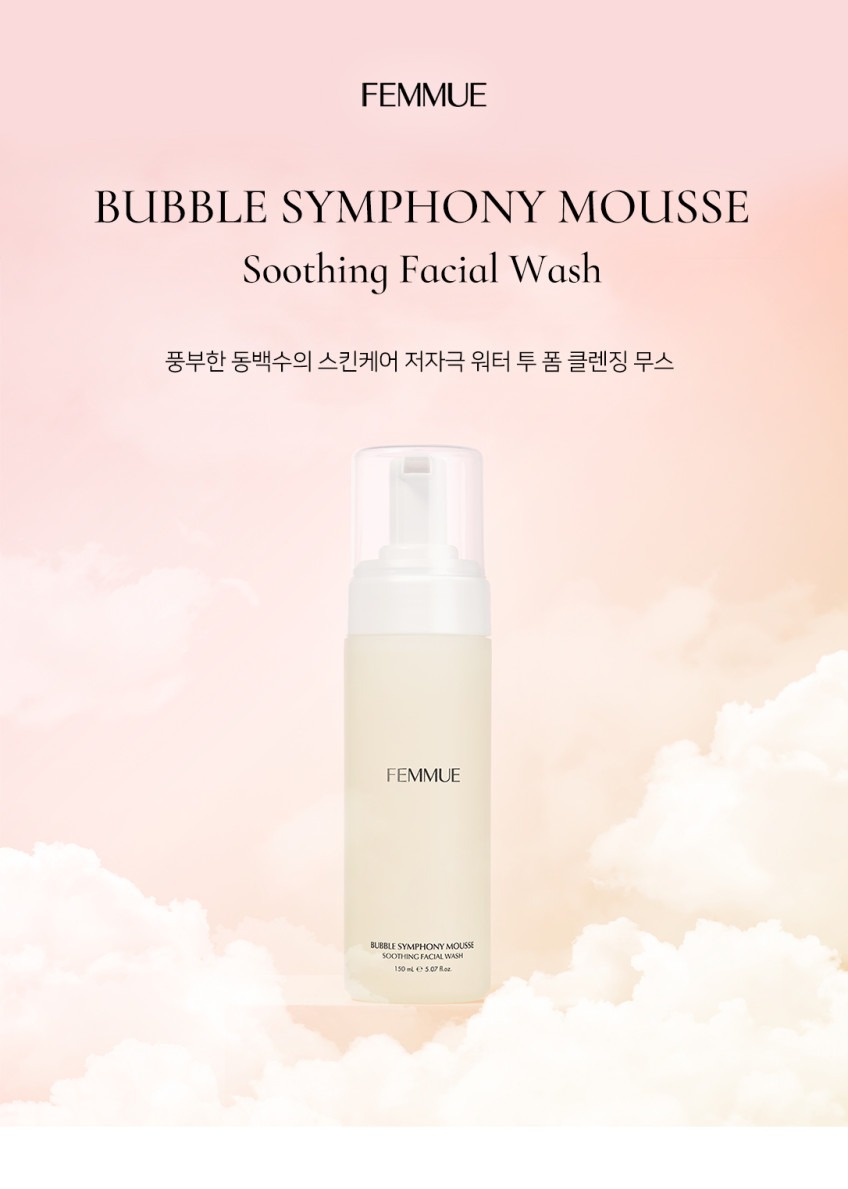 FEMMUE
BUBBLE SYMPHONY MOUSSE
Soothing Facial Wash
풍부한 동백수의 스킨케어 저자극 워터 투 폼 클렌징 무스
FEMMUE
BUBBLE SYMPHONY MOUSSE
SOOTHING FACIAL WASH
150 mL ℮ 5.07 fl.oz.